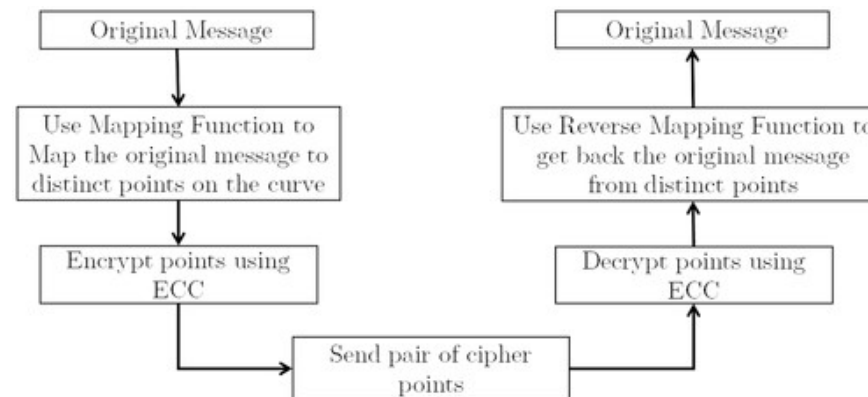 Original Message
Use Mapping Function to
Map the original message to
distinct points on the curve
Encrypt points using
ECC
Send pair of cipher
points
Decrypt points using
ECC
Use Reverse Mapping Function to
get back the original message
from distinct points
Original Message